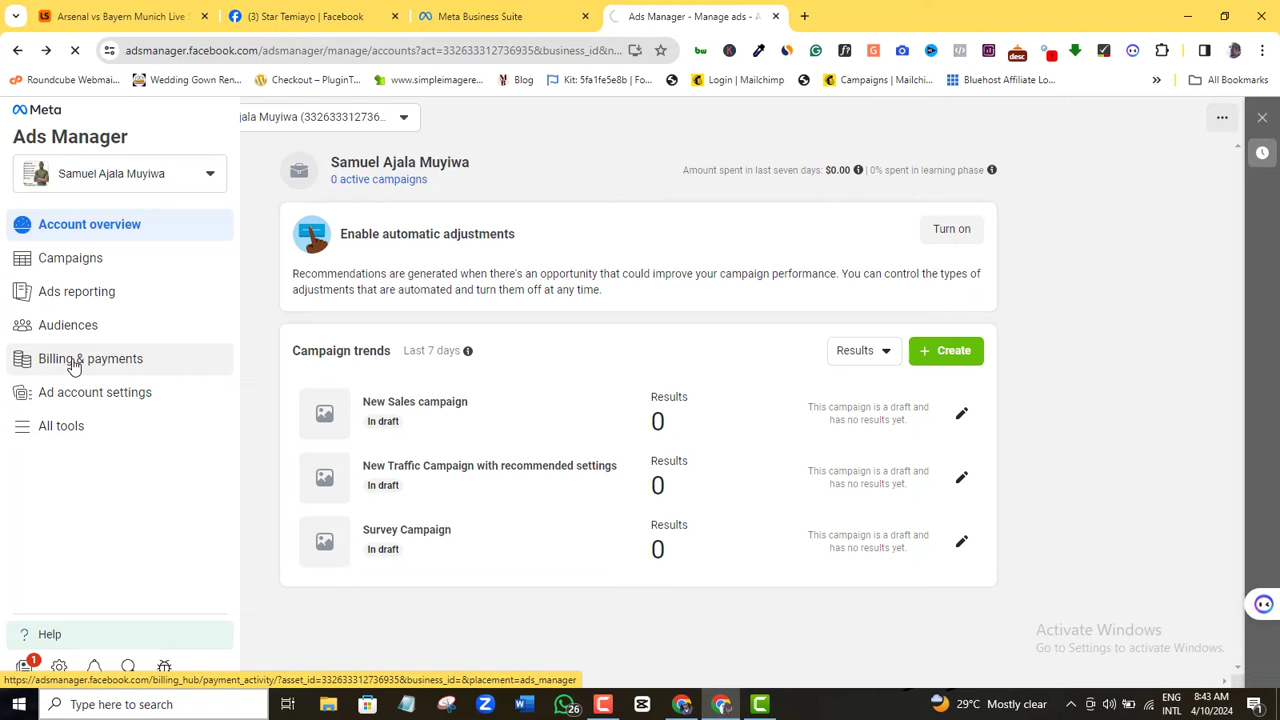 Arsenal vs Bayern Munich Live S
(3) Star Temiayo | Facebook
Meta Business Suite
Ads Manager - Manage ads - A
adsmanager.facebook.com/adsmanager/manage/accounts?act=332633312736935&business_id&n
Roundcube Webmai...
Wedding Gown Ren...
Checkout – PluginT...
www.simpleimagere...
Blog
Kit: 5fa1fe5e8b | Fo...
Login | Mailchimp
Campaigns | Mailchi...
Bluehost Affiliate Lo...
All Bookmarks
Meta
Ads Manager
Samuel Ajala Muyiwa
Account overview
Campaigns
Ads reporting
Audiences
Billing & payments
Ad account settings
All tools
Help
1
ajala Muyiwa (332633312736...
Samuel Ajala Muyiwa
0 active campaigns
Amount spent in last seven days: $0.00 | 0% spent in learning phase
Enable automatic adjustments
Turn on
Recommendations are generated when there's an opportunity that could improve your campaign performance. You can control the types of
adjustments that are automated and turn them off at any time.
Campaign trends Last 7 days
Results
+ Create
New Sales campaign
In draft
Results
0
This campaign is a draft and
has no results yet.
New Traffic Campaign with recommended settings
In draft
Results
0
This campaign is a draft and
has no results yet.
Survey Campaign
In draft
Results
0
This campaign is a draft and
has no results yet.
Activate Windows
Go to Settings to activate Windows.
https://adsmanager.facebook.com/billing_hub/payment_activity/?asset_id=332633312736935&business_id=&placement=ads_manager
Type here to search
26
29°C Mostly clear
ENG
INTL
8:43 AM
4/10/2024